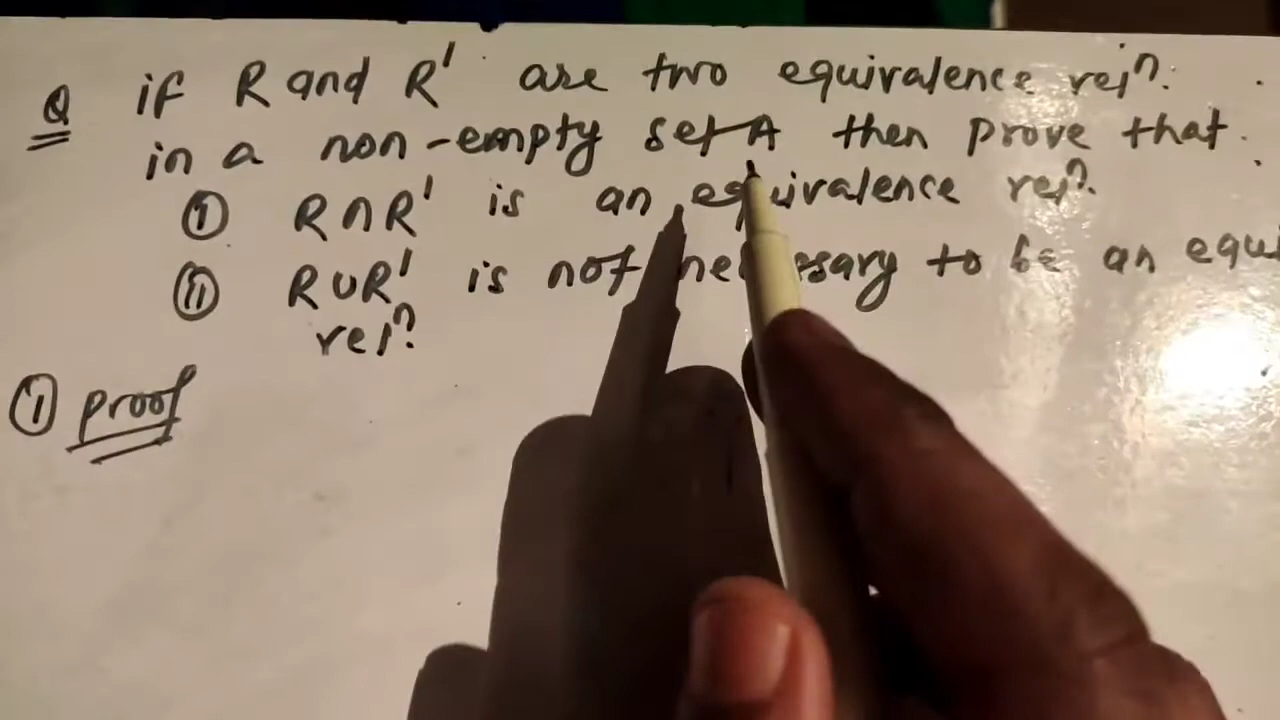 Q if R and R' are two equivalence reln.
in a non-empty set A then prove that.
(I) R∩R' is an equivalence reln.
(II) R∪R' is not necessary to be an equi
reln
(I) proof